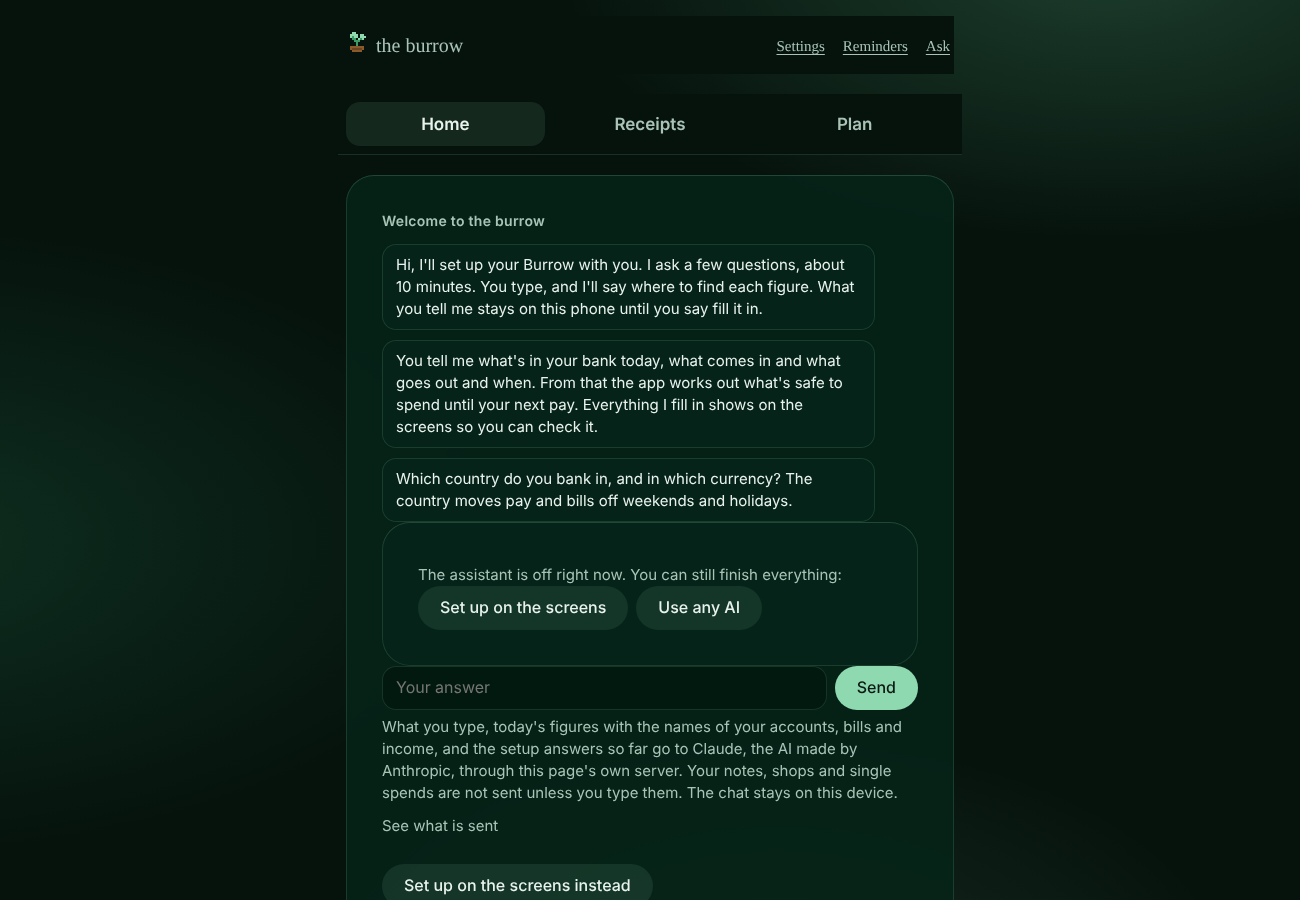 the burrow
Settings Reminders Ask
Home Receipts Plan
Welcome to the burrow
Hi, I'll set up your Burrow with you. I ask a few questions, about
10 minutes. You type, and I'll say where to find each figure. What
you tell me stays on this phone until you say fill it in.
You tell me what's in your bank today, what comes in and what
goes out and when. From that the app works out what's safe to
spend until your next pay. Everything I fill in shows on the
screens so you can check it.
Which country do you bank in, and in which currency? The
country moves pay and bills off weekends and holidays.
The assistant is off right now. You can still finish everything:
Set up on the screens Use any AI
Your answer Send
What you type, today's figures with the names of your accounts, bills and
income, and the setup answers so far go to Claude, the AI made by
Anthropic, through this page's own server. Your notes, shops and single
spends are not sent unless you type them. The chat stays on this device.
See what is sent
Set up on the screens instead